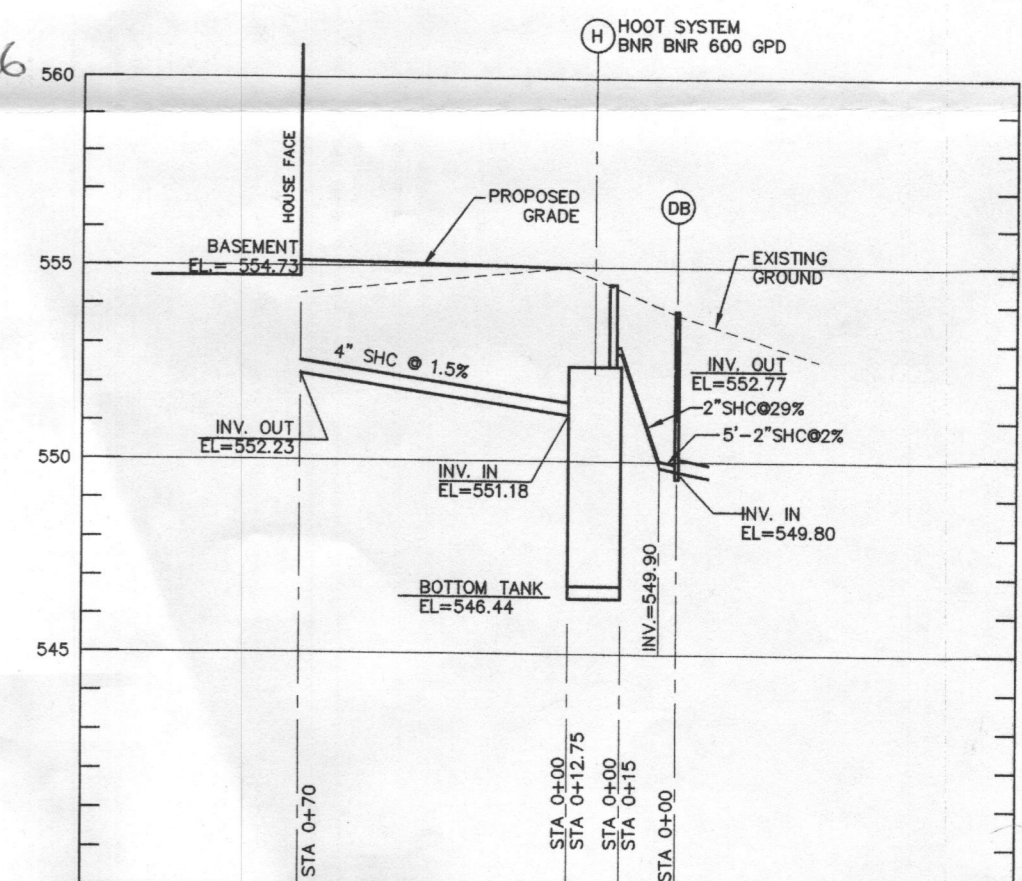 6
H HOOT SYSTEM
BNR BNR 600 GPD
560
HOUSE FACE
PROPOSED
GRADE
DB
BASEMENT
EL.= 554.73
555
EXISTING
GROUND
4" SHC @ 1.5%
INV. OUT
EL=552.77
2"SHC@29%
INV. OUT
EL=552.23
5'-2"SHC@2%
550
INV. IN
EL=551.18
INV. IN
EL=549.80
BOTTOM TANK
EL=546.44
INV.=549.90
545
STA 0+70
STA 0+00
STA 0+12.75
STA 0+00
STA 0+15
STA 0+00